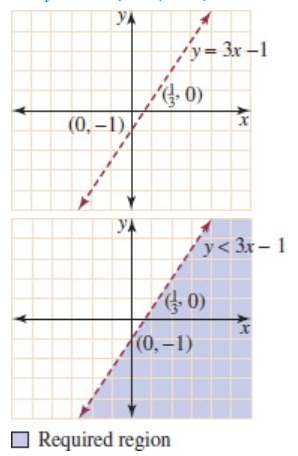 y
y = 3x −1
(1/3, 0)
(0, −1)
x
y
y < 3x − 1
(1/3, 0)
x
(0, −1)
Required region